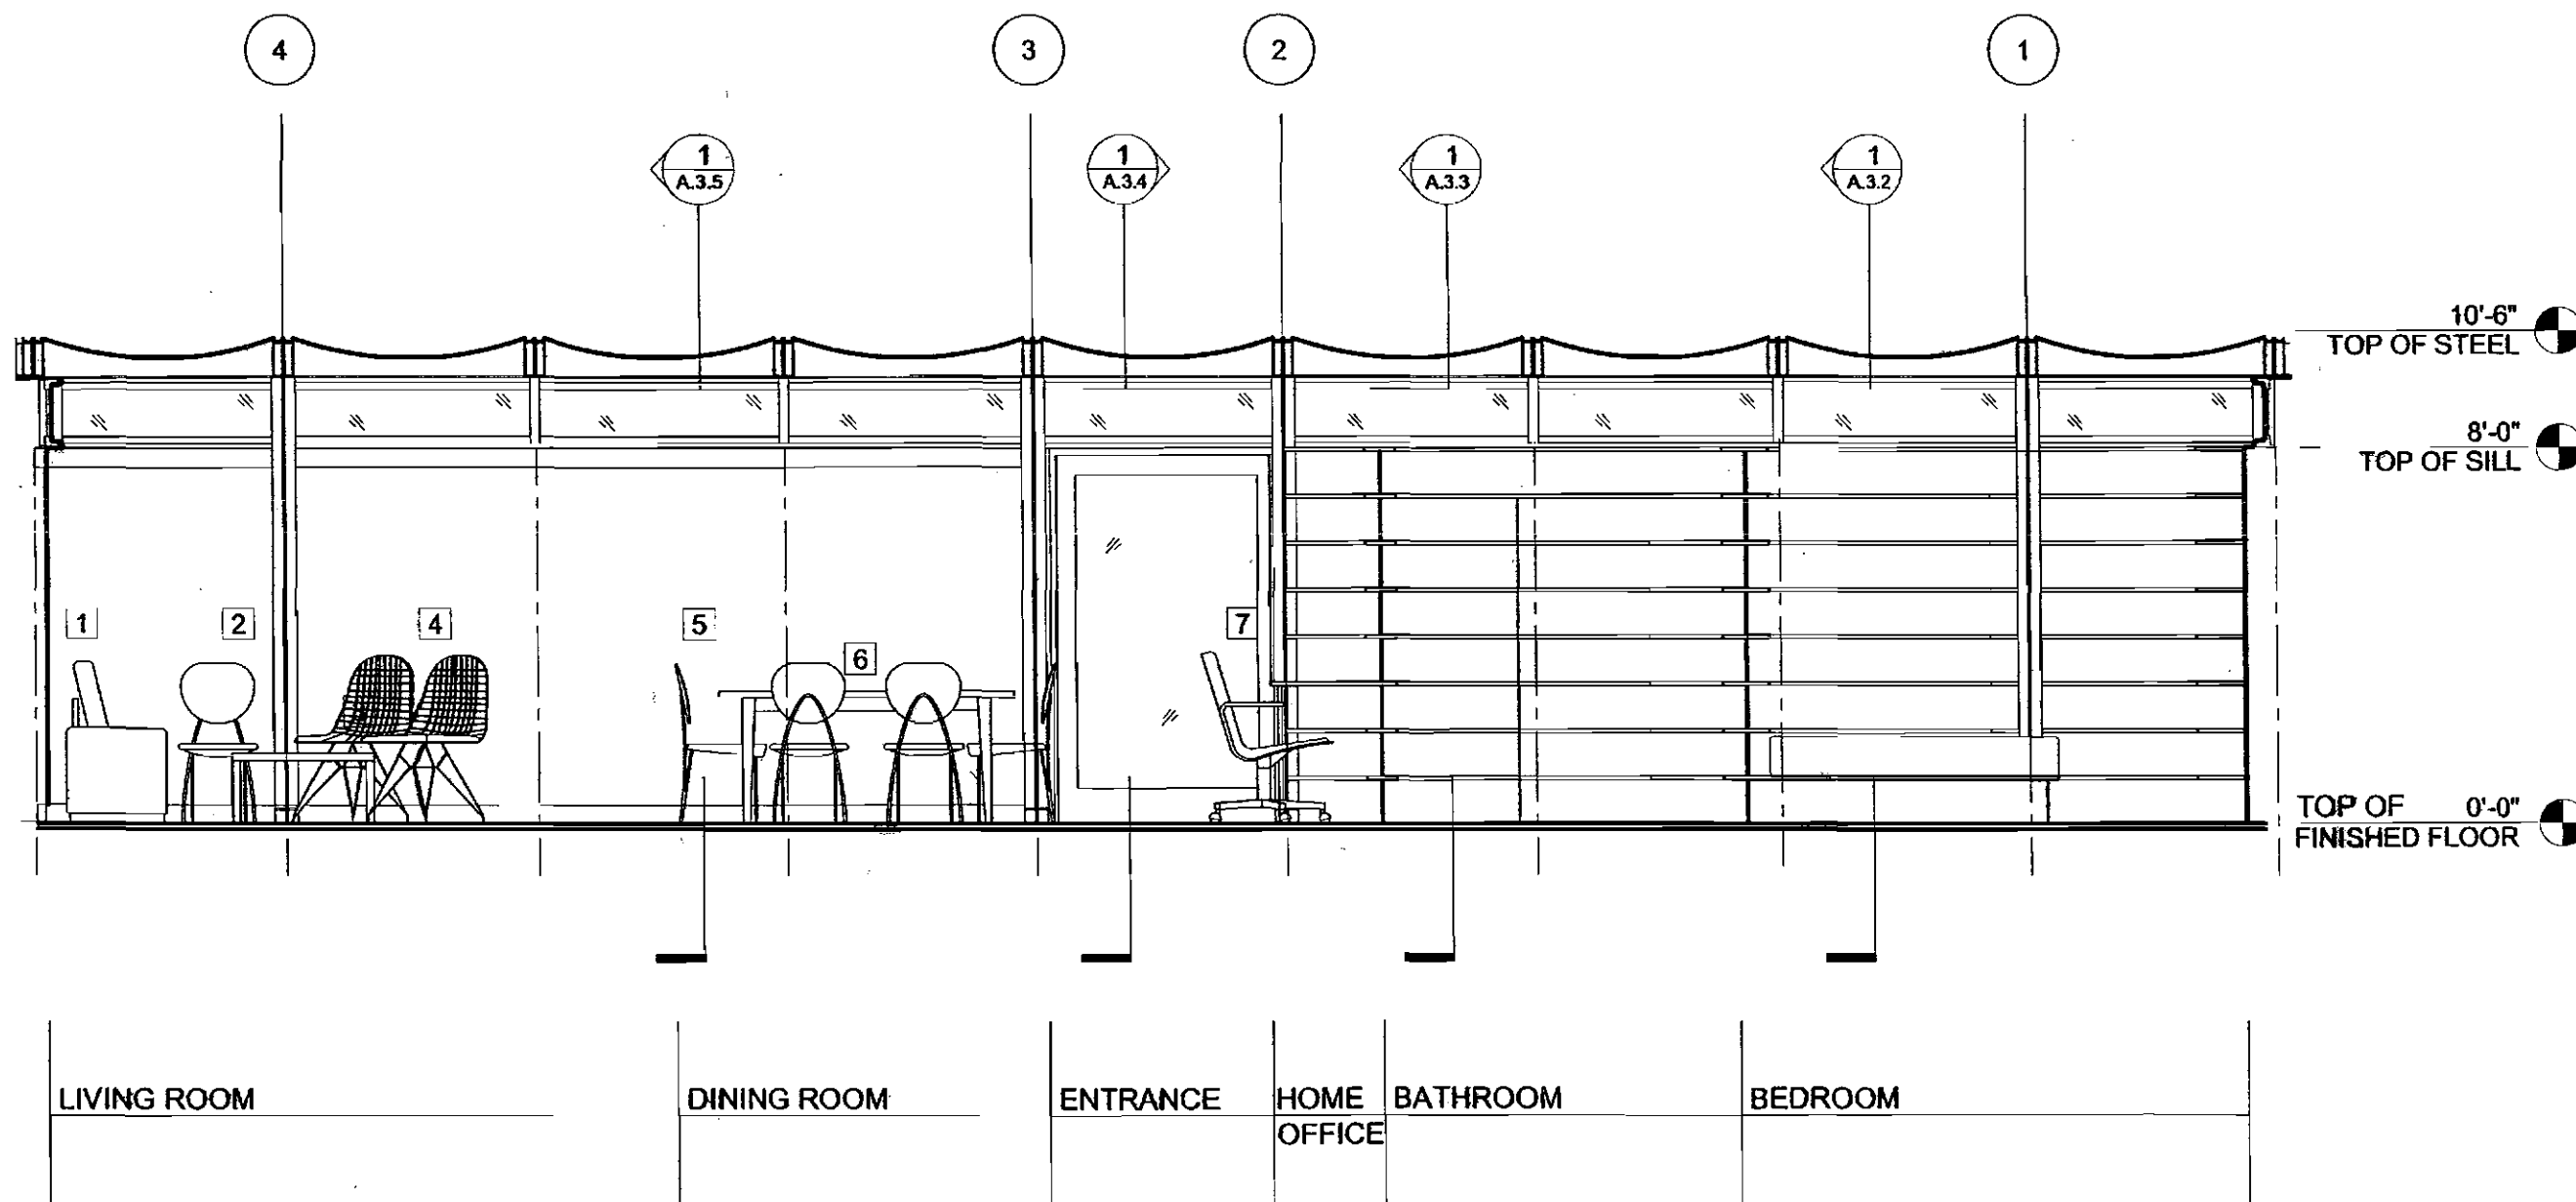 4
3
2
1
1
A.3.5
1
A.3.4
1
A.3.3
1
A.3.2
10'-6"
TOP OF STEEL
8'-0"
TOP OF SILL
1
2
4
5
6
7
TOP OF 0'-0"
FINISHED FLOOR
LIVING ROOM
DINING ROOM
ENTRANCE
HOME
OFFICE
BATHROOM
BEDROOM